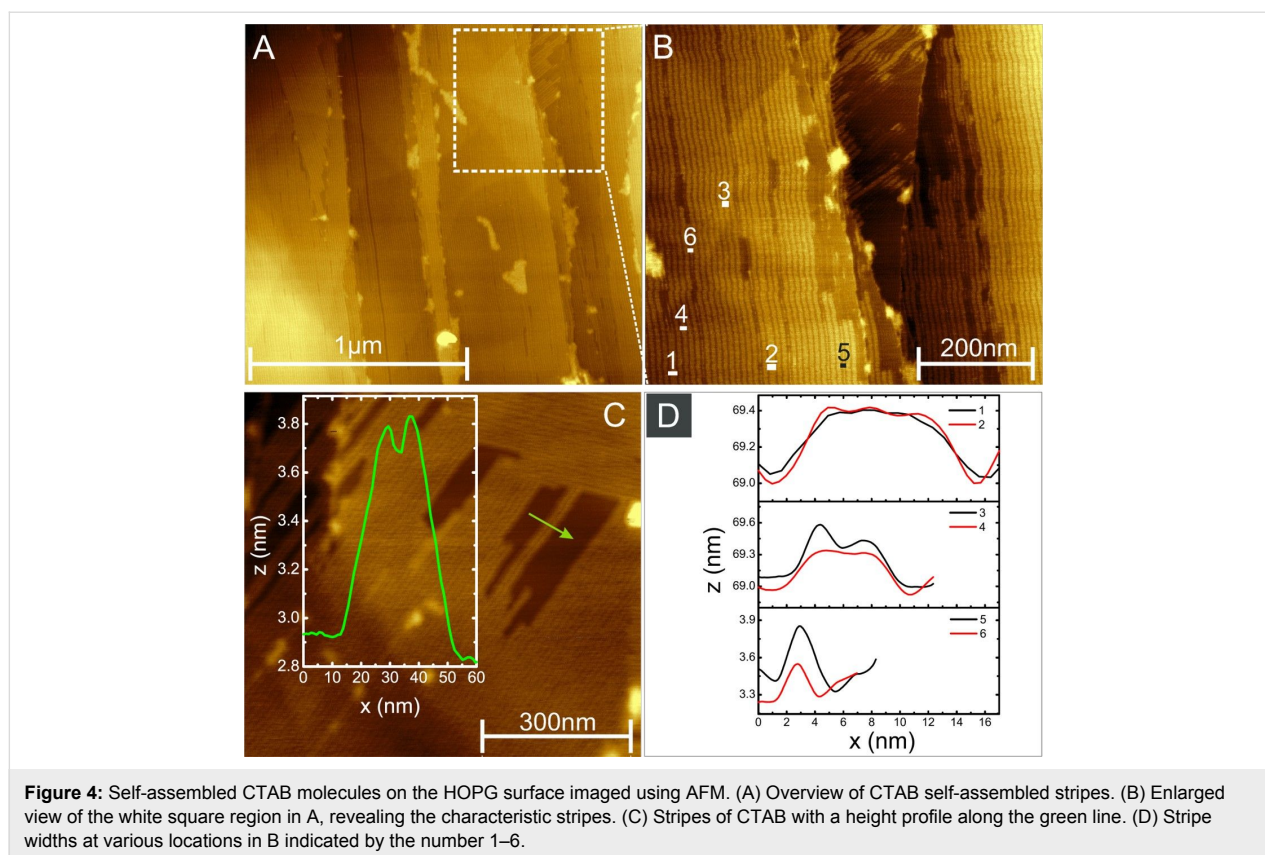 A
B
3
6
4
1
2
5
1µm
200nm
C
3.8
3.6
3.4
3.2
3.0
2.8
z (nm)
0 10 20 30 40 50 60
x (nm)
300nm
D
69.4
69.2
69.0
1
2
69.6
69.3
69.0
3
4
3.9
3.6
3.3
5
6
z (nm)
0 2 4 6 8 10 12 14 16
x (nm)
Figure 4: Self-assembled CTAB molecules on the HOPG surface imaged using AFM. (A) Overview of CTAB self-assembled stripes. (B) Enlarged
view of the white square region in A, revealing the characteristic stripes. (C) Stripes of CTAB with a height profile along the green line. (D) Stripe
widths at various locations in B indicated by the number 1–6.